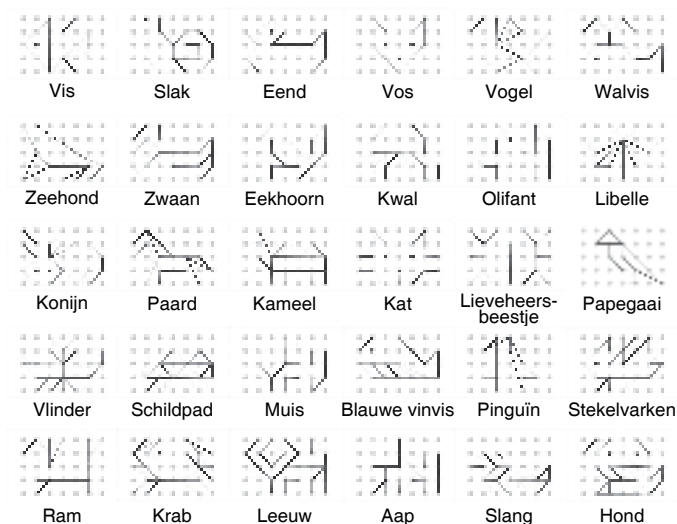 Vis Slak Eend Vos Vogel Walvis
Zeehond Zwaan Eekhoorn Kwal Olifant Libelle
Konijn Paard Kameel Kat Lieveheers-
beestje Papegaai
Vlinder Schildpad Muis Blauwe vinvis Pinguïn Stekelvarken
Ram Krab Leeuw Aap Slang Hond